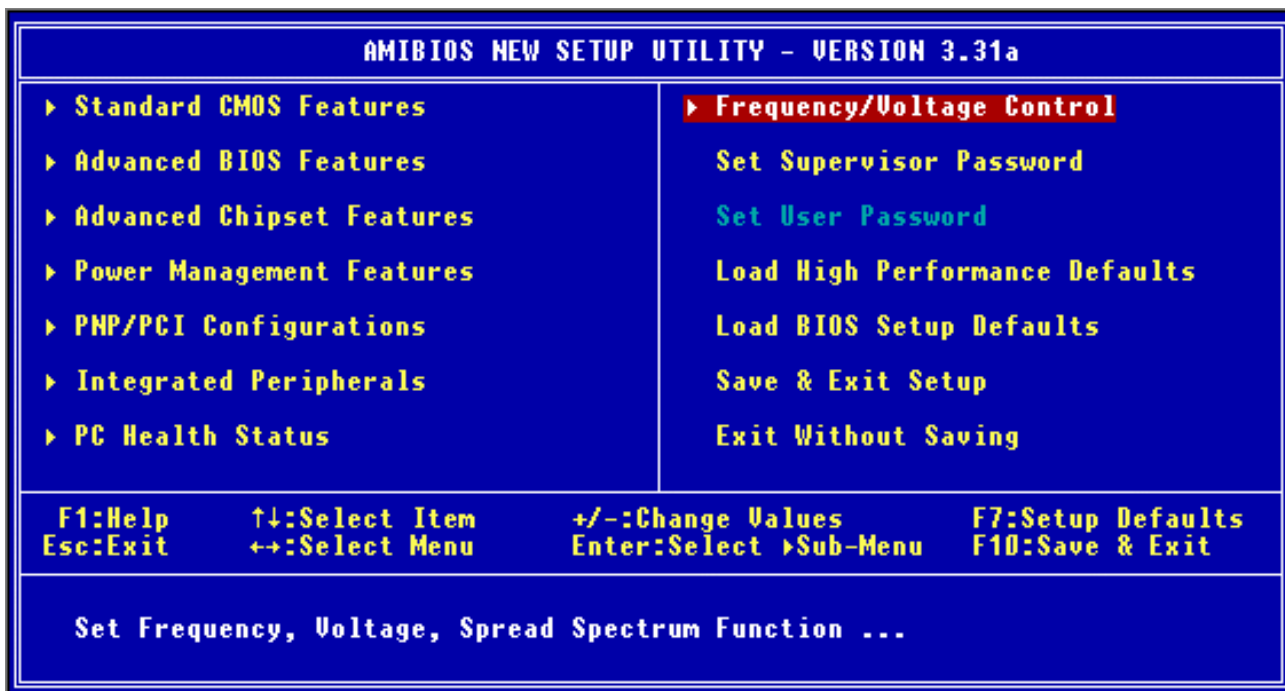 AMIBIOS NEW SETUP UTILITY - VERSION 3.31a
▸ Standard CMOS Features
▸ Advanced BIOS Features
▸ Advanced Chipset Features
▸ Power Management Features
▸ PNP/PCI Configurations
▸ Integrated Peripherals
▸ PC Health Status
▸ Frequency/Voltage Control
Set Supervisor Password
Set User Password
Load High Performance Defaults
Load BIOS Setup Defaults
Save & Exit Setup
Exit Without Saving
F1:Help ↑↓:Select Item +/-:Change Values F7:Setup Defaults
Esc:Exit ←→:Select Menu Enter:Select ▸Sub-Menu F10:Save & Exit
Set Frequency, Voltage, Spread Spectrum Function ...